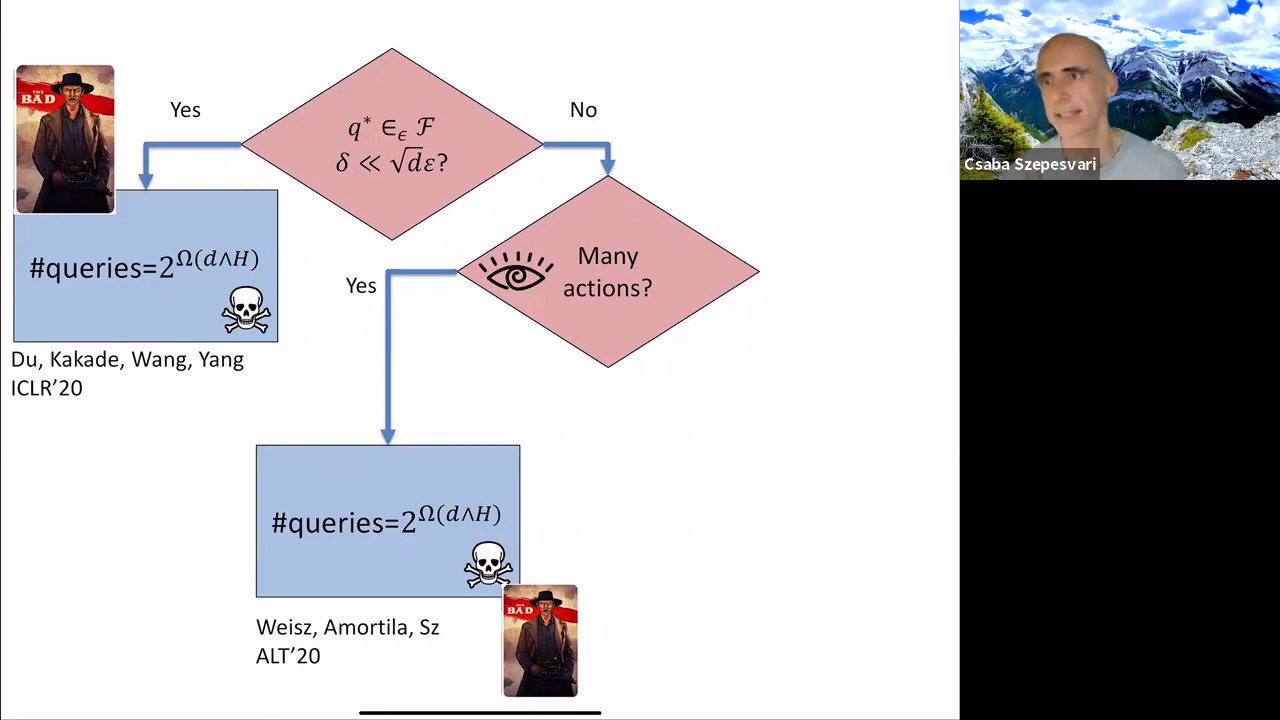 THE
BAD
Yes
q* ∈_ϵ ℱ
δ ≪ √dε?
No
Csaba Szepesvari
#queries=2^Ω(d∧H)
Many
actions?
Yes
Du, Kakade, Wang, Yang
ICLR’20
#queries=2^Ω(d∧H)
Weisz, Amortila, Sz
ALT’20
THE
BAD